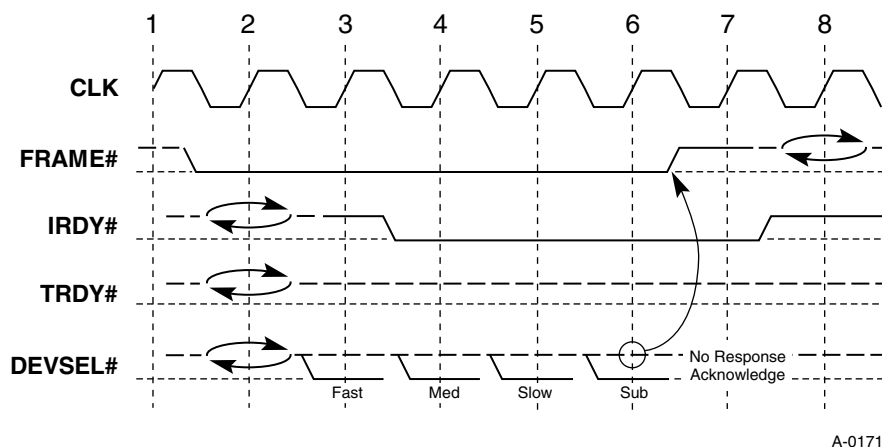 1 2 3 4 5 6 7 8
CLK
FRAME#
IRDY#
TRDY#
DEVSEL#
No Response
Acknowledge
Fast Med Slow Sub
A-0171